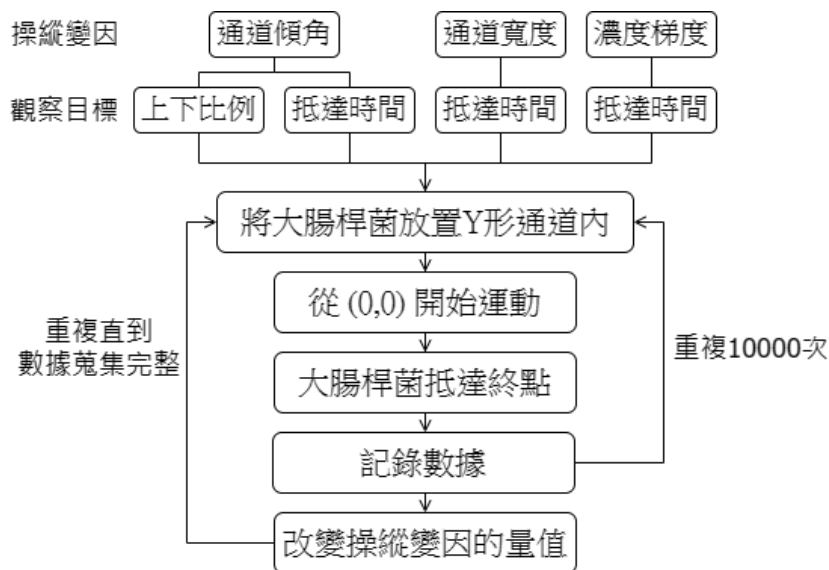 操縱變因
通道傾角
通道寬度
濃度梯度
觀察目標
上下比例
抵達時間
抵達時間
抵達時間
將大腸桿菌放置Y形通道內
從 (0,0) 開始運動
重複直到
數據蒐集完整
重複10000次
大腸桿菌抵達終點
記錄數據
改變操縱變因的量值